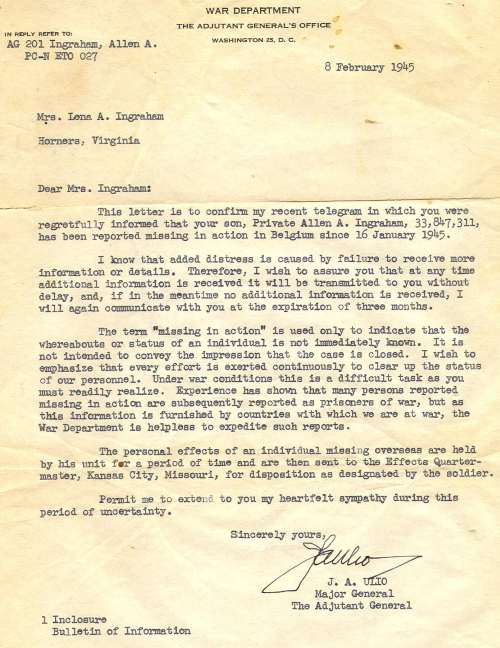 WAR DEPARTMENT
THE ADJUTANT GENERAL'S OFFICE
WASHINGTON 25, D. C.
IN REPLY REFER TO:
AG 201 Ingraham, Allen A.
PC-N ETO 027
8 February 1945
Mrs. Lena A. Ingraham
Horners, Virginia
Dear Mrs. Ingraham:
This letter is to confirm my recent telegram in which you were
regretfully informed that your son, Private Allen A. Ingraham, 33,847,311,
has been reported missing in action in Belgium since 16 January 1945.
I know that added distress is caused by failure to receive more
information or details. Therefore, I wish to assure you that at any time
additional information is received it will be transmitted to you without
delay, and, if in the meantime no additional information is received, I
will again communicate with you at the expiration of three months.
The term "missing in action" is used only to indicate that the
whereabouts or status of an individual is not immediately known. It is
not intended to convey the impression that the case is closed. I wish to
emphasize that every effort is exerted continuously to clear up the status
of our personnel. Under war conditions this is a difficult task as you
must readily realize. Experience has shown that many persons reported
missing in action are subsequently reported as prisoners of war, but as
this information is furnished by countries with which we are at war, the
War Department is helpless to expedite such reports.
The personal effects of an individual missing overseas are held
by his unit for a period of time and are then sent to the Effects Quarter-
master, Kansas City, Missouri, for disposition as designated by the soldier.
Permit me to extend to you my heartfelt sympathy during this
period of uncertainty.
Sincerely yours,
J. A. ULIO
Major General
The Adjutant General
1 Inclosure
Bulletin of Information